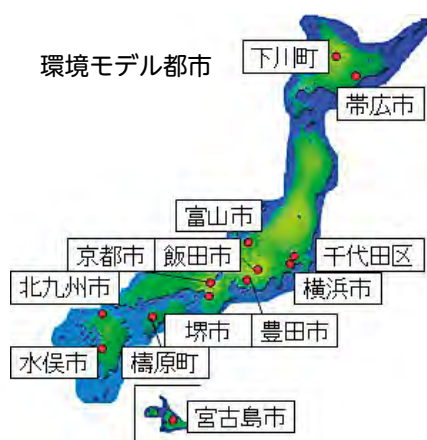 環境モデル都市
下川町
帯広市
富山市
京都市
飯田市
千代田区
北九州市
横浜市
堺市
豊田市
水俣市
檮原町
宮古島市